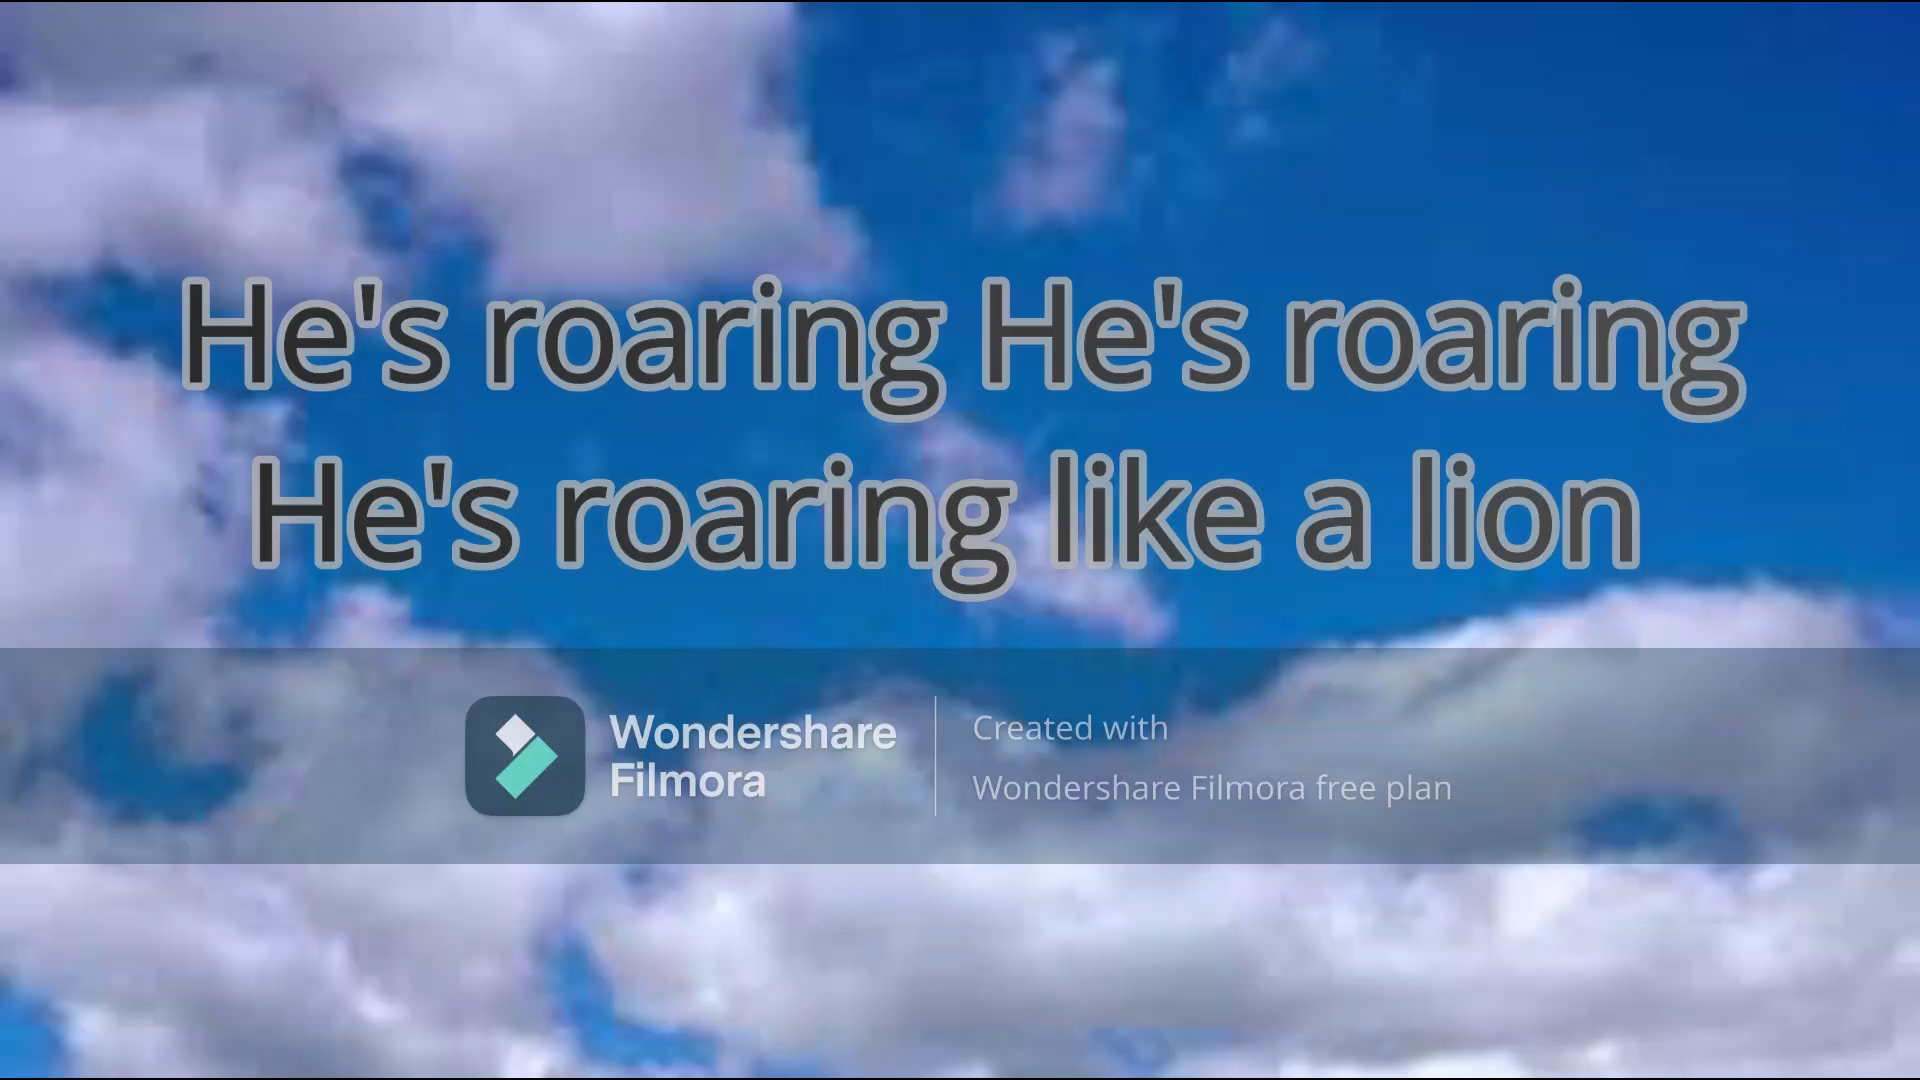 He's roaring He's roaring
He's roaring like a lion
Wondershare
Filmora
Created with
Wondershare Filmora free plan